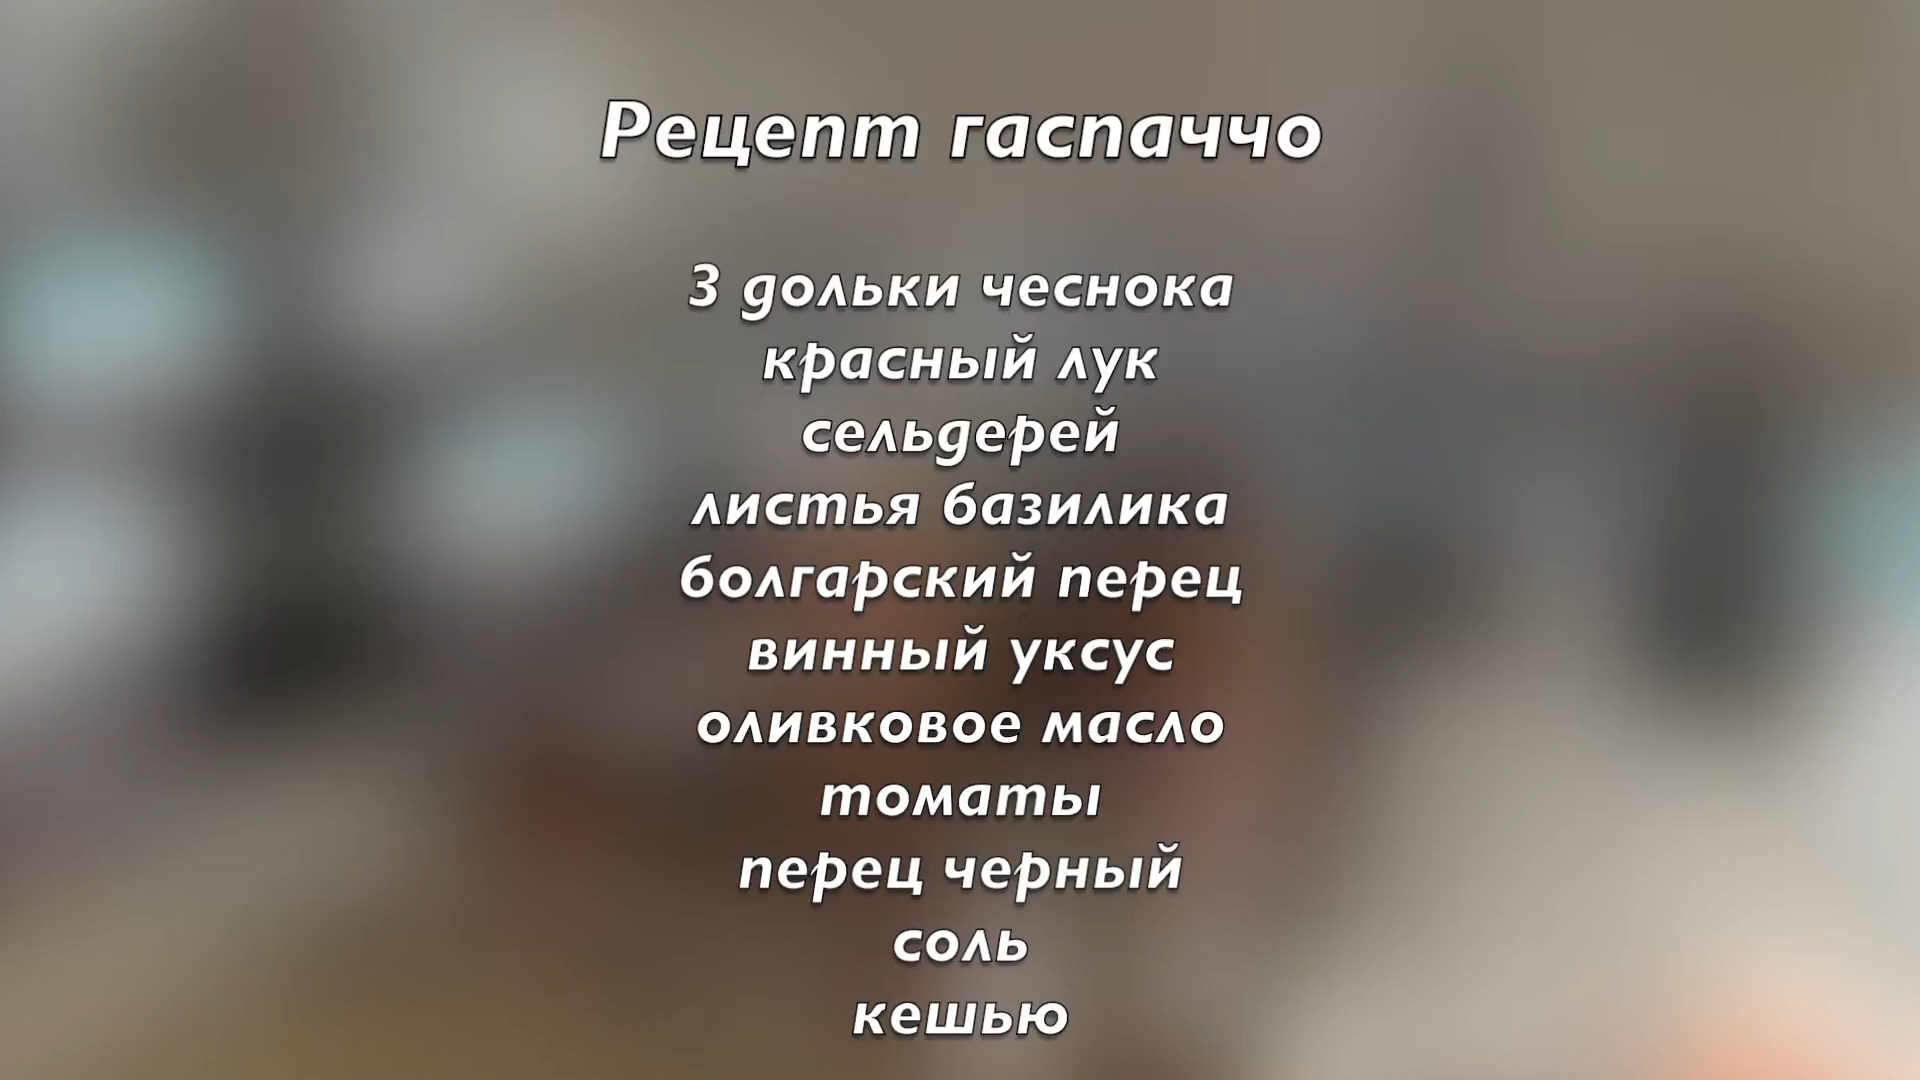 Рецепт гаспаччо
3 дольки чеснока
красный лук
сельдерей
листья базилика
болгарский перец
винный уксус
оливковое масло
томаты
перец черный
соль
кешью